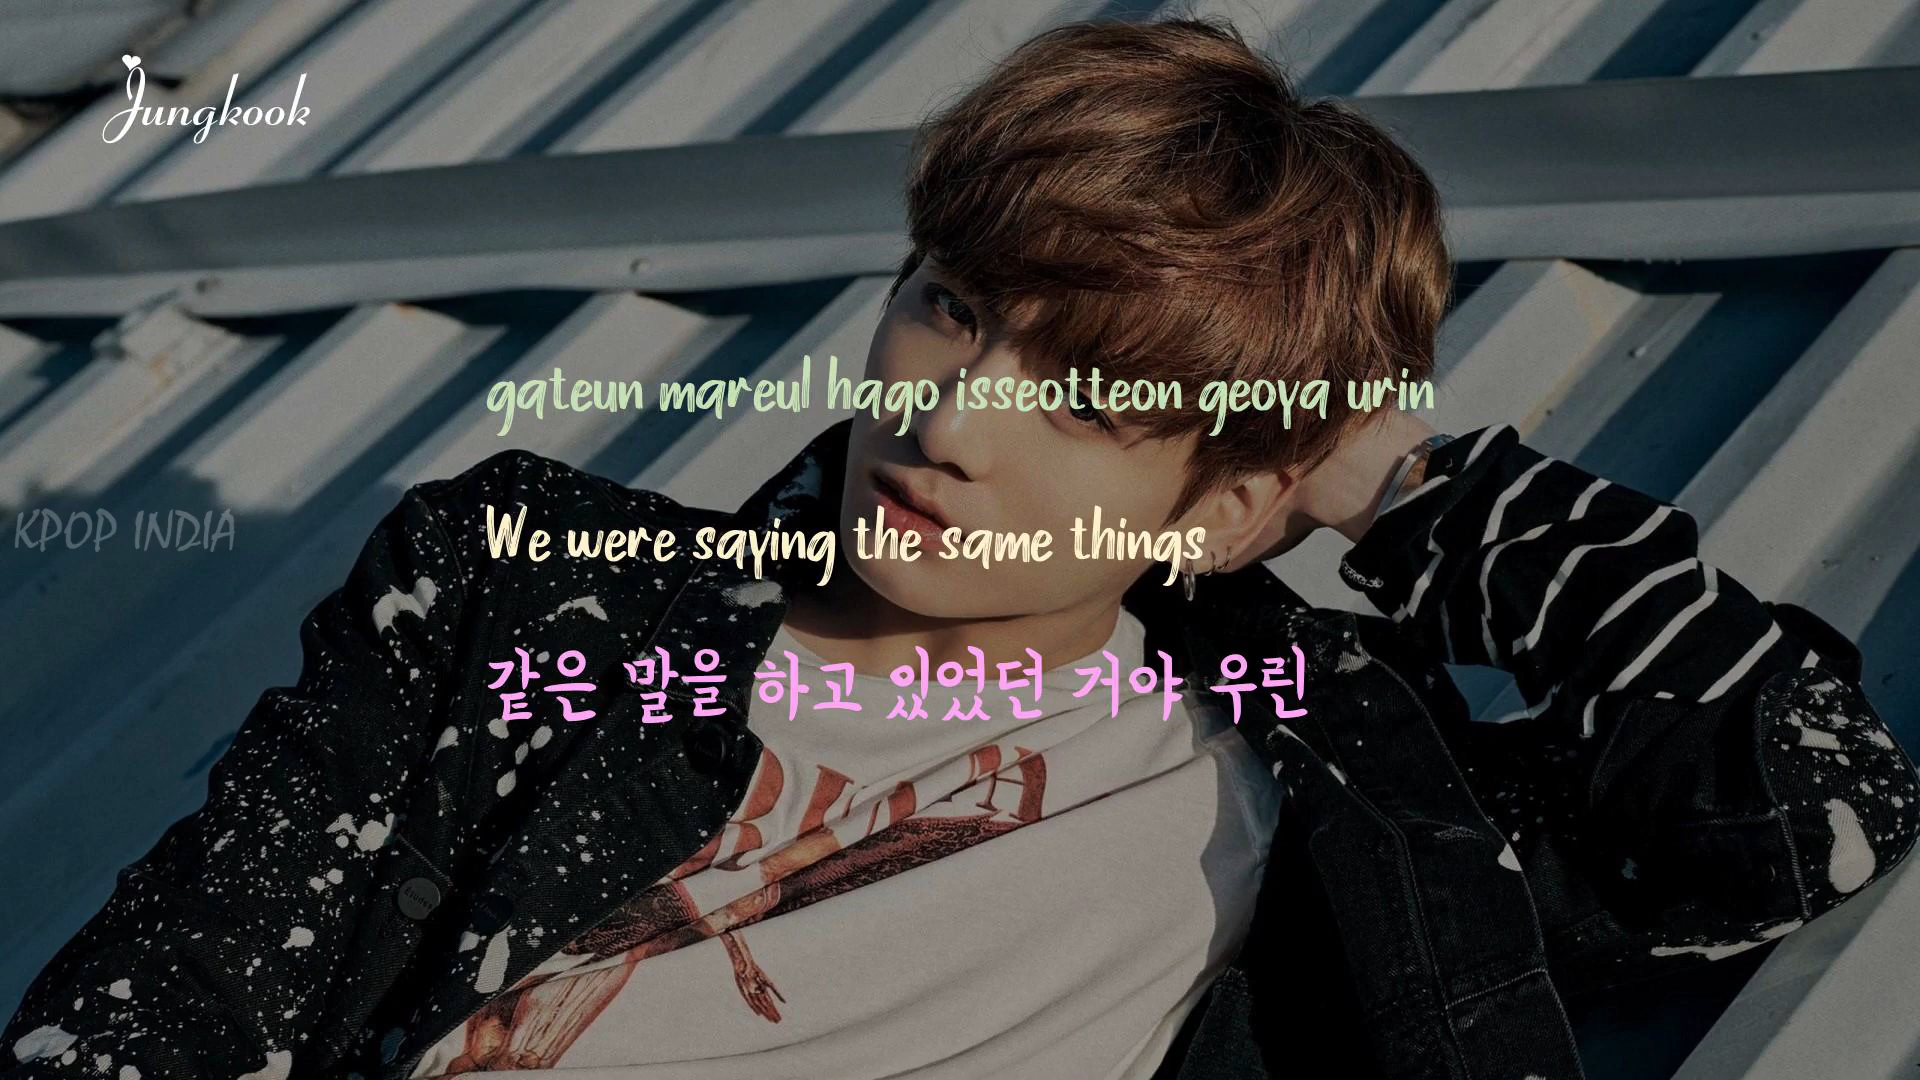 Jungkook
gateun mareul hago isseotteon geoya urin
KPOP INDIA
We were saying the same things
같은 말을 하고 있었던 거야 우린